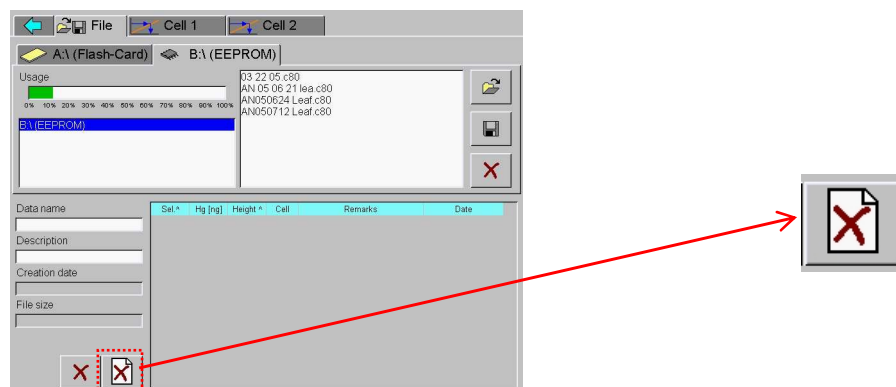 File Cell 1 Cell 2
A:\ (Flash-Card) B:\ (EEPROM)
Usage
0% 10% 20% 30% 40% 50% 60% 70% 80% 90% 100%
B:\ (EEPROM)
03 22 05.c80
AN 05 06 21 lea.c80
AN050624 Leaf.c80
AN050712 Leaf.c80
Data name
Description
Creation date
File size
Sel.^ Hg [ng] Height ^ Cell Remarks Date